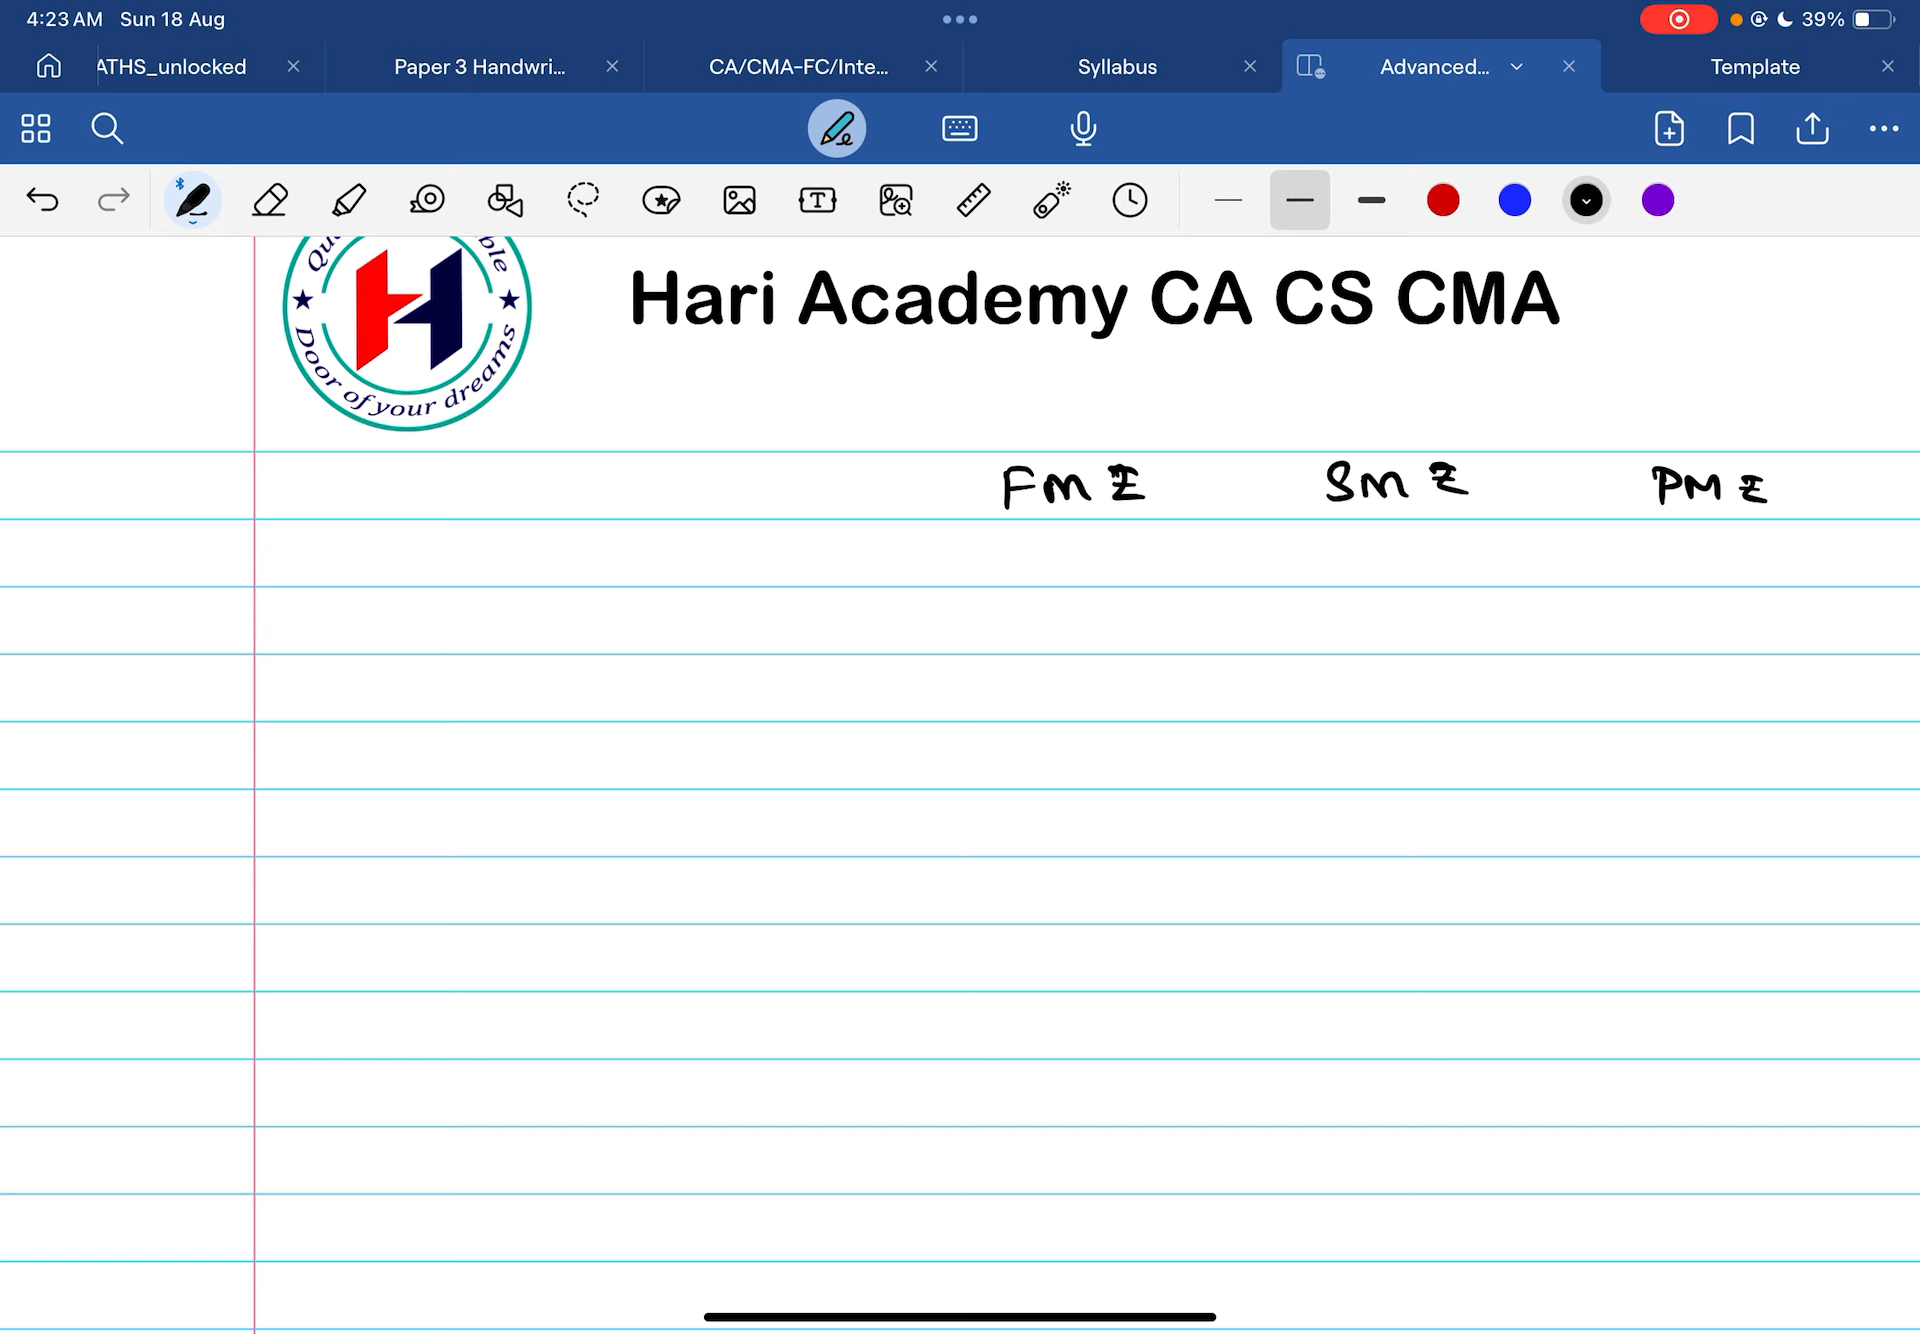 4:23 AM Sun 18 Aug
39%
ATHS_unlocked
Paper 3 Handwri...
CA/CMA-FC/Inte...
Syllabus
Advanced...
Template
Door of your dreams
Hari Academy CA CS CMA
FM ₹ SM ₹ PM ₹